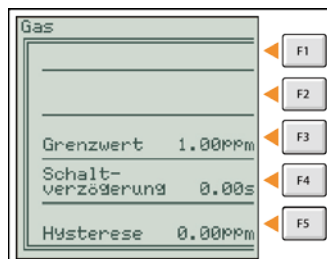 Gas
F1
F2
Grenzwert 1.00ppm
F3
Schalt-
verzögerung 0.00s
F4
Hysterese 0.00ppm
F5